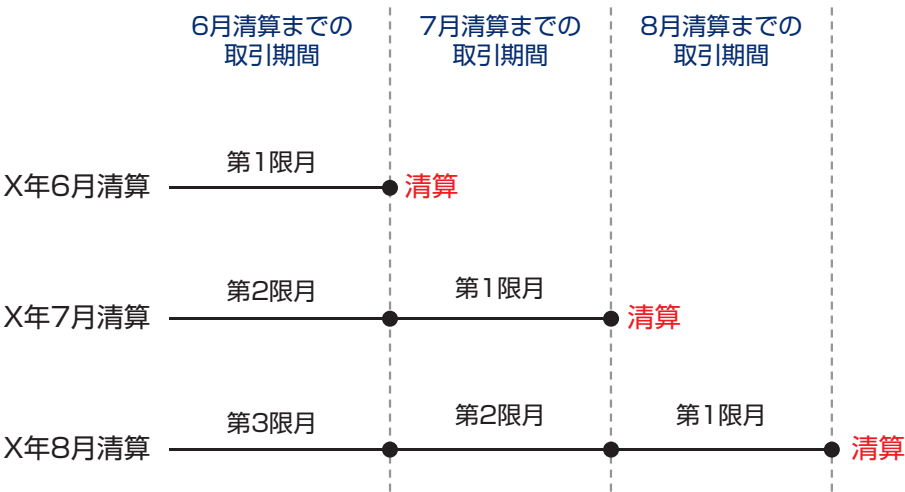 6月清算までの
取引期間
7月清算までの
取引期間
8月清算までの
取引期間
第1限月
X年6月清算
清算
第2限月
第1限月
X年7月清算
清算
第3限月
第2限月
第1限月
X年8月清算
清算